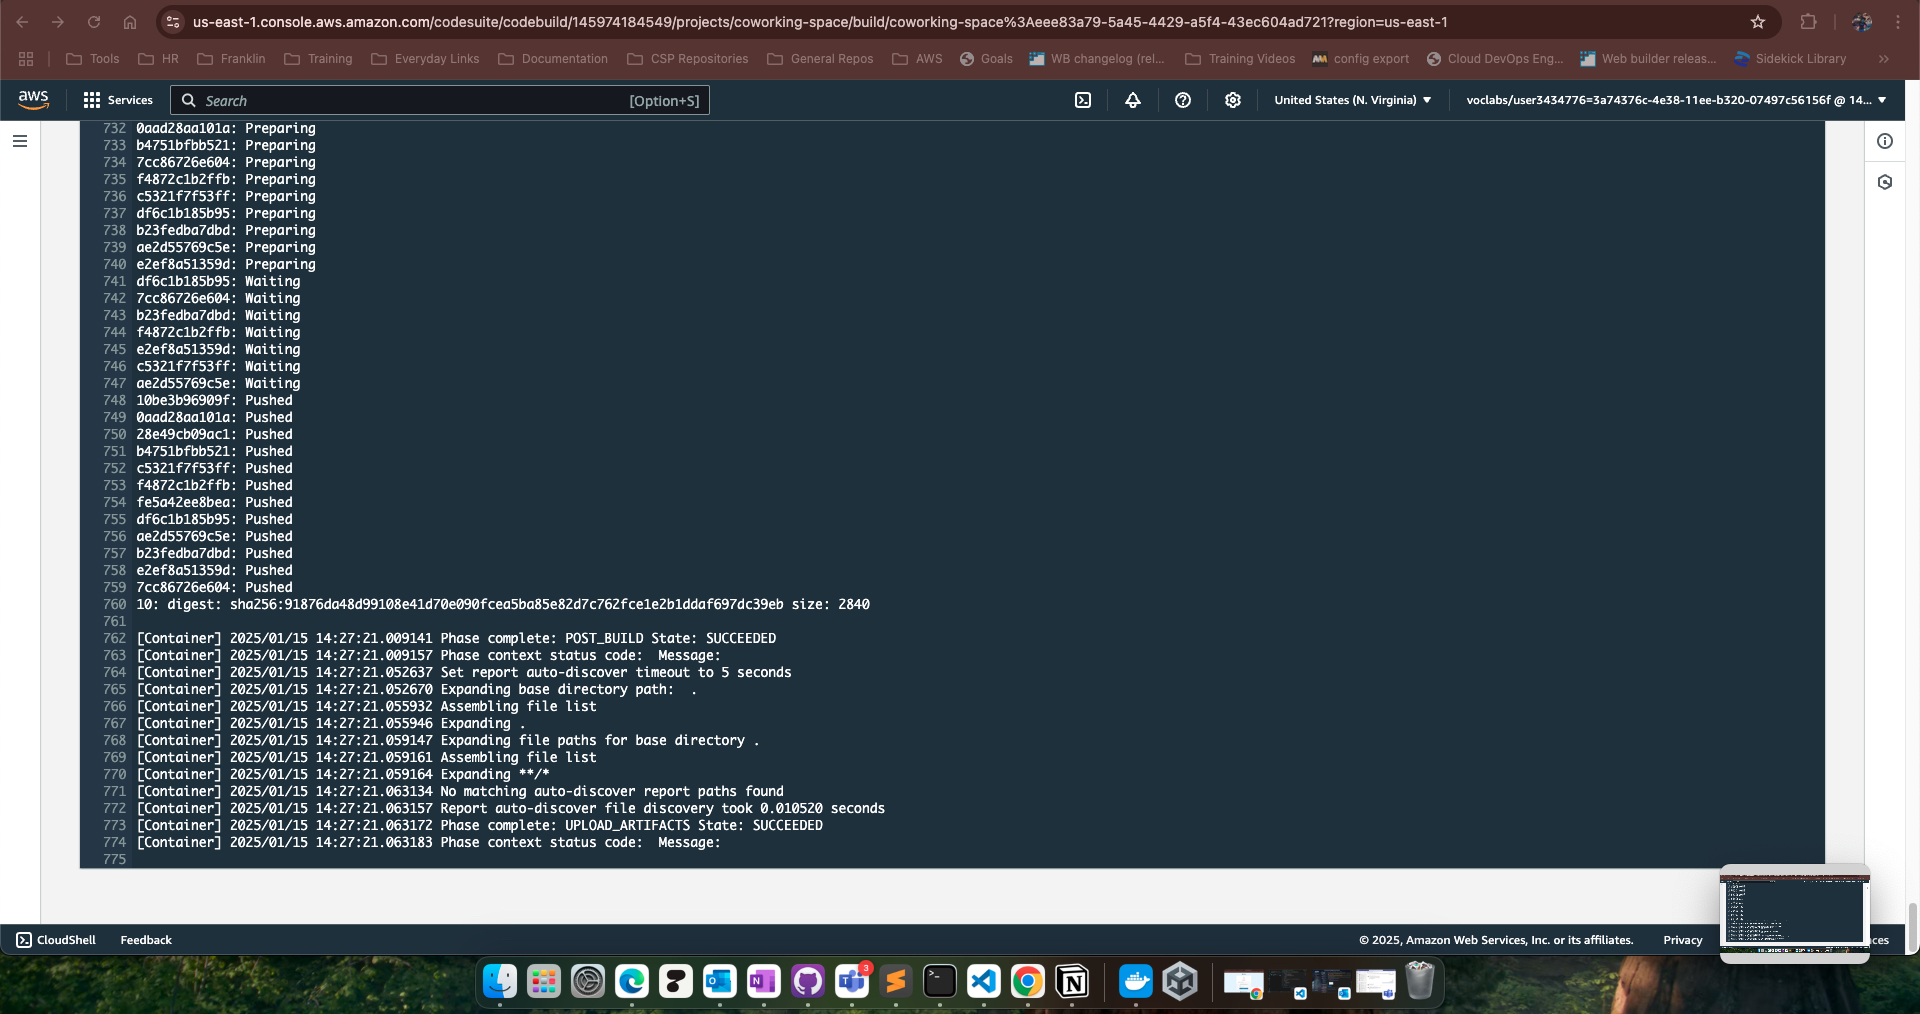 us-east-1.console.aws.amazon.com/codesuite/codebuild/145974184549/projects/coworking-space/build/coworking-space%3Aeee83a79-5a45-4429-a5f4-43ec604ad721?region=us-east-1
Tools HR Franklin Training Everyday Links Documentation CSP Repositories General Repos AWS Goals WB changelog (rel... Training Videos config export Cloud DevOps Eng... Web builder releas... Sidekick Library
aws Services Search [Option+S] United States (N. Virginia) voclabs/user3434776=3a74376c-4e38-11ee-b320-07497c56156f @ 14...
732 0aad28aa101a: Preparing
733 b4751bfbb521: Preparing
734 7cc86726e604: Preparing
735 f4872c1b2ffb: Preparing
736 c5321f7f53ff: Preparing
737 df6c1b185b95: Preparing
738 b23fedba7dbd: Preparing
739 ae2d55769c5e: Preparing
740 e2ef8a51359d: Preparing
741 df6c1b185b95: Waiting
742 7cc86726e604: Waiting
743 b23fedba7dbd: Waiting
744 f4872c1b2ffb: Waiting
745 e2ef8a51359d: Waiting
746 c5321f7f53ff: Waiting
747 ae2d55769c5e: Waiting
748 10be3b96909f: Pushed
749 0aad28aa101a: Pushed
750 28e49cb09ac1: Pushed
751 b4751bfbb521: Pushed
752 c5321f7f53ff: Pushed
753 f4872c1b2ffb: Pushed
754 fe5a42ee8bea: Pushed
755 df6c1b185b95: Pushed
756 ae2d55769c5e: Pushed
757 b23fedba7dbd: Pushed
758 e2ef8a51359d: Pushed
759 7cc86726e604: Pushed
760 10: digest: sha256:91876da48d99108e41d70e090fcea5ba85e82d7c762fce1e2b1ddaf697dc39eb size: 2840
761
762 [Container] 2025/01/15 14:27:21.009141 Phase complete: POST_BUILD State: SUCCEEDED
763 [Container] 2025/01/15 14:27:21.009157 Phase context status code:  Message:
764 [Container] 2025/01/15 14:27:21.052637 Set report auto-discover timeout to 5 seconds
765 [Container] 2025/01/15 14:27:21.052670 Expanding base directory path:  .
766 [Container] 2025/01/15 14:27:21.055932 Assembling file list
767 [Container] 2025/01/15 14:27:21.055946 Expanding .
768 [Container] 2025/01/15 14:27:21.059147 Expanding file paths for base directory .
769 [Container] 2025/01/15 14:27:21.059161 Assembling file list
770 [Container] 2025/01/15 14:27:21.059164 Expanding **/*
771 [Container] 2025/01/15 14:27:21.063134 No matching auto-discover report paths found
772 [Container] 2025/01/15 14:27:21.063157 Report auto-discover file discovery took 0.010520 seconds
773 [Container] 2025/01/15 14:27:21.063172 Phase complete: UPLOAD_ARTIFACTS State: SUCCEEDED
774 [Container] 2025/01/15 14:27:21.063183 Phase context status code:  Message:
775
CloudShell Feedback © 2025, Amazon Web Services, Inc. or its affiliates. Privacy
3